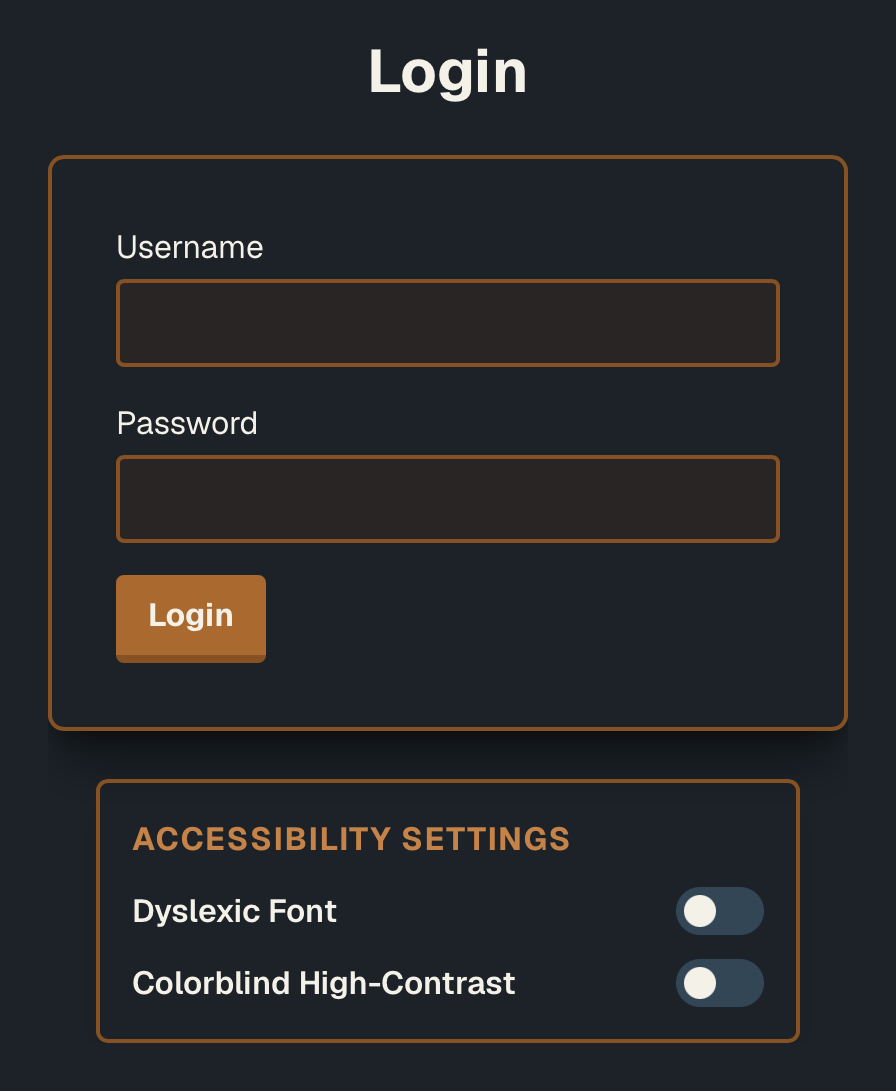 Login
Username
Password
Login
ACCESSIBILITY SETTINGS
Dyslexic Font
Colorblind High-Contrast